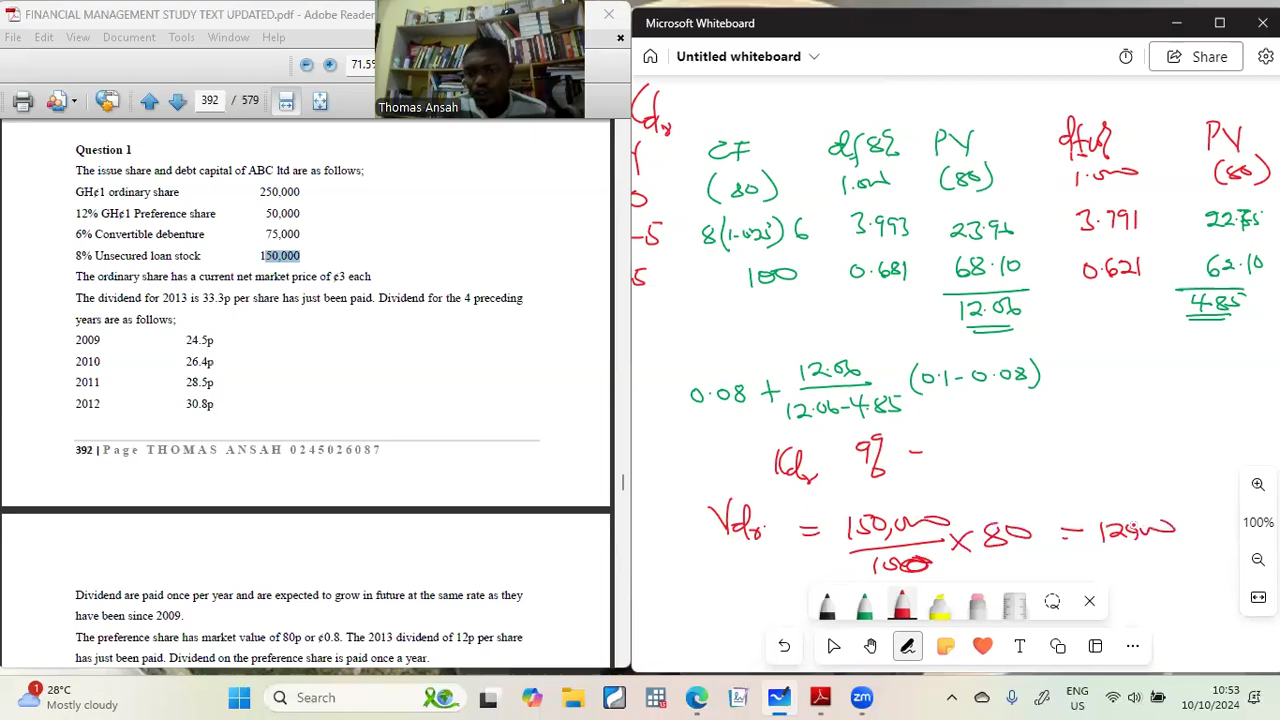 FINANCIAL MANAGEMENT STUDY TEXT UPDATED.pdf - Adobe Reader
File View Document Tools Window Help
392 / 579 71.5%
Thomas Ansah
Question 1
The issue share and debt capital of ABC ltd are as follows;
GH¢1 ordinary share 250,000
12% GH¢1 Preference share 50,000
6% Convertible debenture 75,000
8% Unsecured loan stock 150,000
The ordinary share has a current net market price of ¢3 each
The dividend for 2013 is 33.3p per share has just been paid. Dividend for the 4 preceding
years are as follows;
2009 24.5p
2010 26.4p
2011 28.5p
2012 30.8p
392 | Page THOMAS ANSAH 0245026087
Dividend are paid once per year and are expected to grow in future at the same rate as they
have been since 2009.
The preference share has market value of 80p or ¢0.8. The 2013 dividend of 12p per share
has just been paid. Dividend on the preference share is paid once a year.
Microsoft Whiteboard
Untitled whiteboard
Share
Kdr
Y CF df 8% PV df 10% PV
0 (80) 1.000 (80) 1.000 (80)
-5 8(1-0.25) 6 3.993 23.96 3.791 22.75
5 100 0.681 68.10 0.621 62.10
12.06 4.85
0.08 + 12.06 (0.1-0.08)
12.06-4.85
Kdr 9% -
Vdr = 150,000 x 80 =
100
100%
1
28°C
Mostly cloudy
Search
zm
ENG
US
10:53
10/10/2024